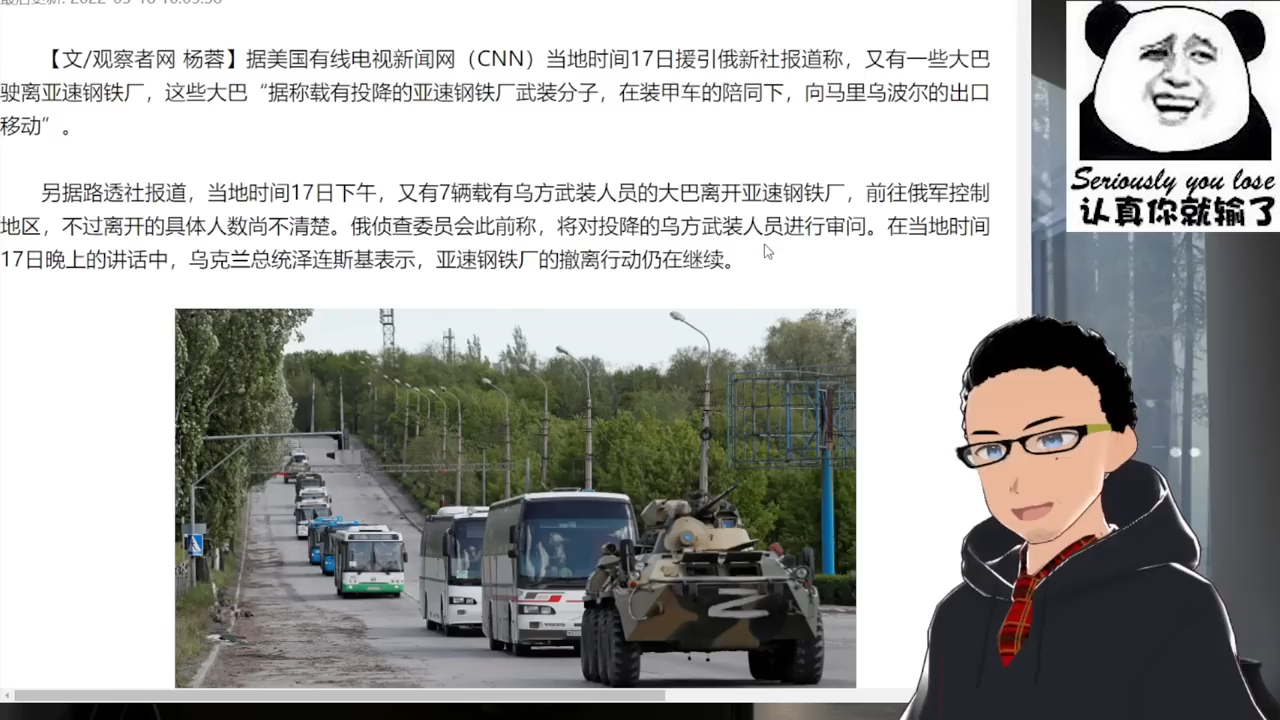 【文/观察者网 杨蓉】据美国有线电视新闻网（CNN）当地时间17日援引俄新社报道称，又有一些大巴
驶离亚速钢铁厂，这些大巴“据称载有投降的亚速钢铁厂武装分子，在装甲车的陪同下，向马里乌波尔的出口
移动”。
另据路透社报道，当地时间17日下午，又有7辆载有乌方武装人员的大巴离开亚速钢铁厂，前往俄军控制
地区，不过离开的具体人数尚不清楚。俄侦查委员会此前称，将对投降的乌方武装人员进行审问。在当地时间
17日晚上的讲话中，乌克兰总统泽连斯基表示，亚速钢铁厂的撤离行动仍在继续。
Seriously you lose
认真你就输了
Z